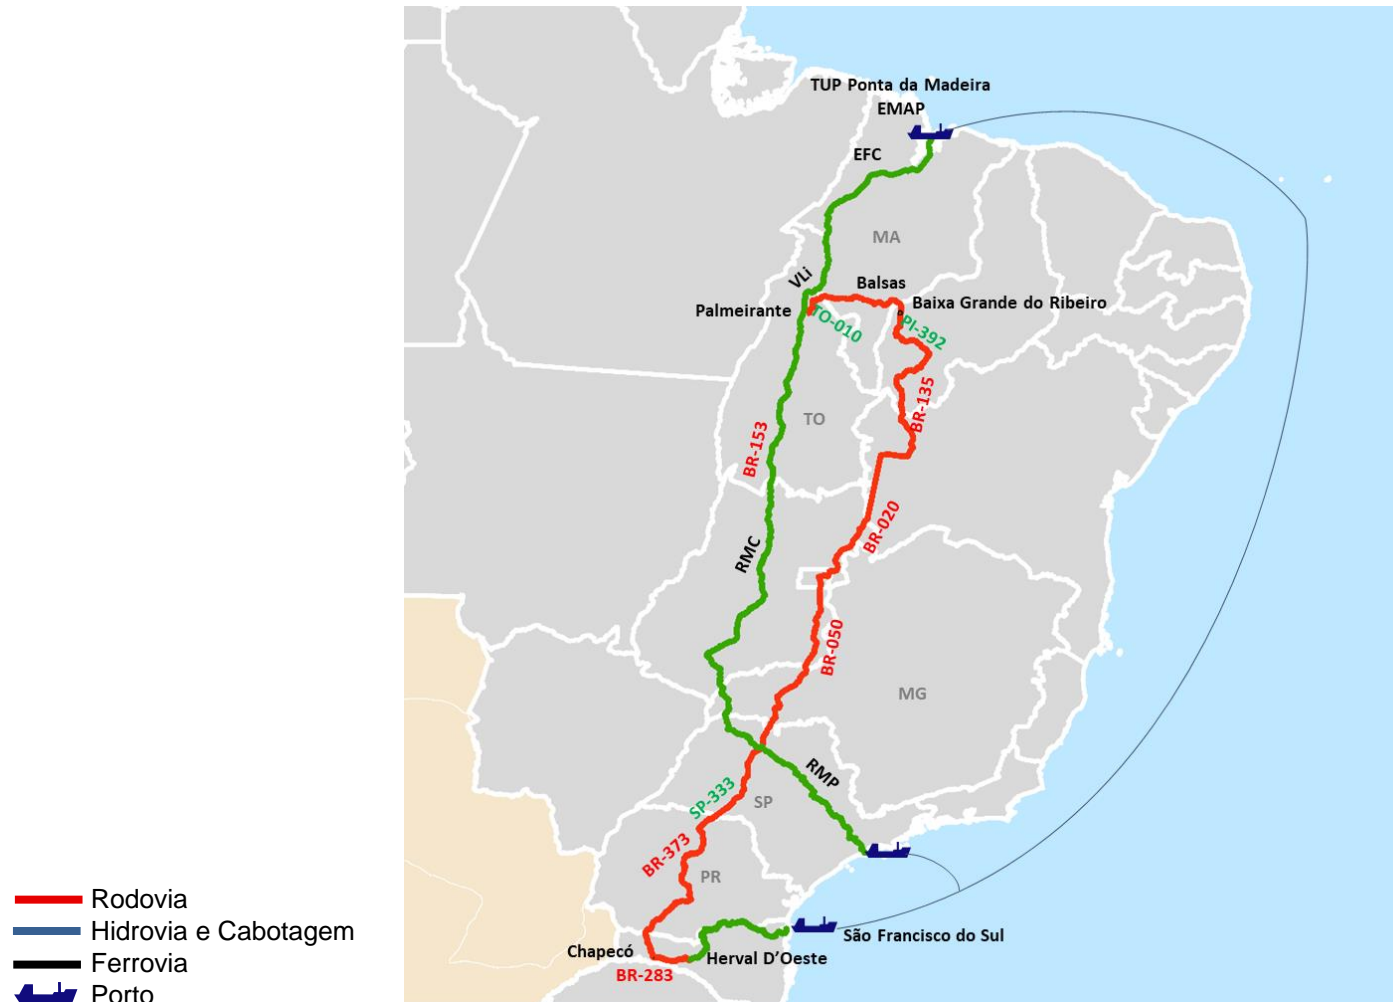 TUP Ponta da Madeira
EMAP
EFC
MA
VLi
Balsas
Palmeirante
Baixa Grande do Ribeiro
TO-010
PI-392
BR-135
TO
BR-153
BR-020
RMC
BR-050
MG
RMP
SP-333
SP
BR-373
PR
São Francisco do Sul
Chapecó
Herval D'Oeste
BR-283
Rodovia
Hidrovia e Cabotagem
Ferrovia
Porto